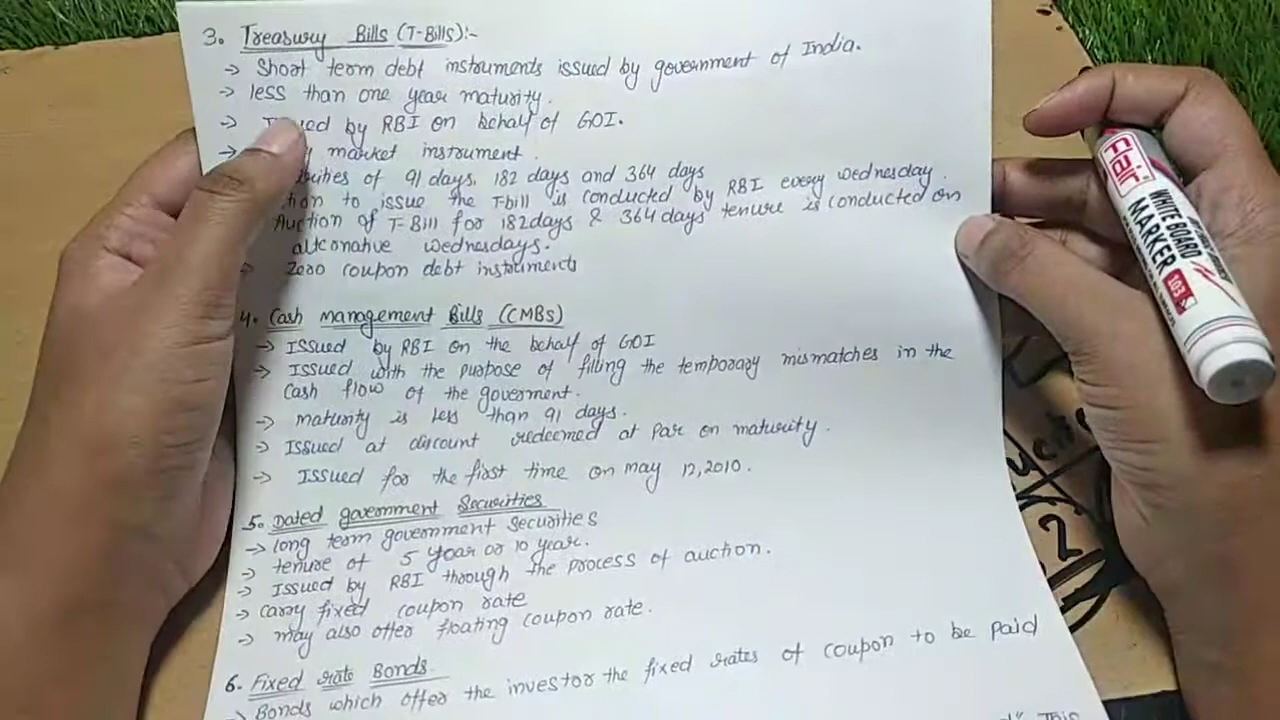 3. Treasury Bills (T-Bills):-
→ Short term debt instruments issued by government of India.
→ less than one year maturity.
→ by RBI on behalf of GOI.
→ market instrument.
of 91 days, 182 days and 364 days
to issue the T-bill is conducted by RBI every wednesday.
Auction of T-Bill for 182days & 364days tenure is conducted on
wednesdays.
→ Zero coupon debt instruments
4. Cash management Bills (CMBs)
→ Issued by RBI on the behalf of GOI
→ Issued with the purpose of filling the temporary mismatches in the
Cash flow of the goverment.
→ maturity is less than 91 days.
→ Issued at discount redeemed at par on maturity.
→ Issued for the first time on may 12,2010.
5. Dated government Securities
→ long term government securities
→ tenure of 5 year or 10 year.
→ Issued by RBI through the process of auction.
→ carry fixed coupon rate
→ may also offer floating coupon rate.
6. Fixed rate Bonds
→ Bonds which offer the investor the fixed rates of coupon to be paid
This
Flair
WHITE BOARD
MARKER
103
2